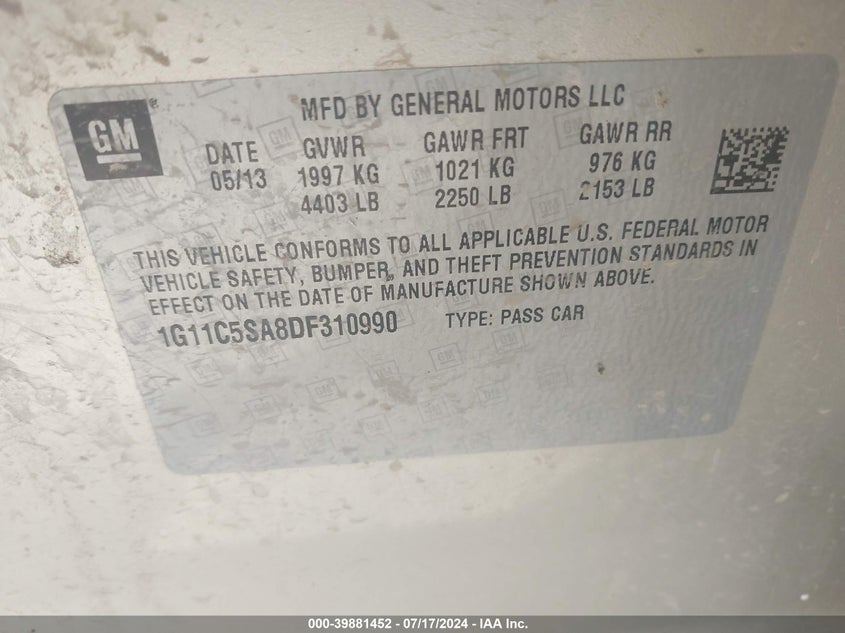 GM
MFD BY GENERAL MOTORS LLC
DATE GVWR GAWR FRT GAWR RR
05/13 1997 KG 1021 KG 976 KG
4403 LB 2250 LB 2153 LB
THIS VEHICLE CONFORMS TO ALL APPLICABLE U.S. FEDERAL MOTOR
VEHICLE SAFETY, BUMPER, AND THEFT PREVENTION STANDARDS IN
EFFECT ON THE DATE OF MANUFACTURE SHOWN ABOVE.
1G11C5SA8DF310990 TYPE: PASS CAR
000-39881452 - 07/17/2024 - IAA Inc.